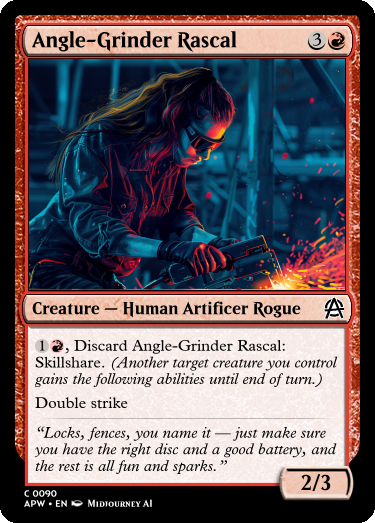 Angle-Grinder Rascal 3
Creature — Human Artificer Rogue
1, Discard Angle-Grinder Rascal:
Skillshare. (Another target creature you control
gains the following abilities until end of turn.)
Double strike
“Locks, fences, you name it — just make sure
you have the right disc and a good battery, and
the rest is all fun and sparks.”
2/3
C 0090
APW • EN Midjourney AI